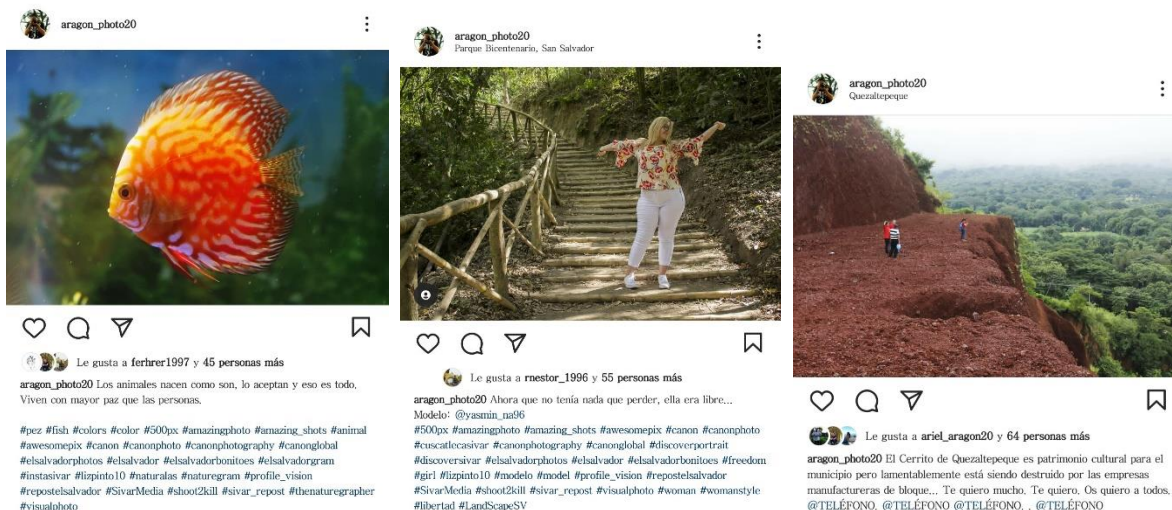 aragon_photo20
Le gusta a ferhrer1997 y 45 personas más
aragon_photo20 Los animales nacen como son, lo aceptan y eso es todo.
Viven con mayor paz que las personas.
#pez #fish #colors #color #500px #amazingphoto #amazing_shots #animal
#awesomepix #canon #canonphoto #canonphotography #canonglobal
#elsalvadorphotos #elsalvador #elsalvadorbonitoes #elsalvadorgram
#instasivar #lizpinto10 #naturalas #naturegram #profile_vision
#repostelsalvador #SivarMedia #shoot2kill #sivar_repost #thenaturegrapher
#visualphoto
aragon_photo20
Parque Bicentenario, San Salvador
Le gusta a rnestor_1996 y 55 personas más
aragon_photo20 Ahora que no tenía nada que perder, ella era libre...
Modelo: @yasmin_na96
#500px #amazingphoto #amazing_shots #awesomepix #canon #canonphoto
#cuscatlecasivar #canonphotography #canonglobal #discoverportrait
#discoversivar #elsalvadorphotos #elsalvador #elsalvadorbonitoes #freedom
#girl #lizpinto10 #modelo #model #profile_vision #repostelsalvador
#SivarMedia #shoot2kill #sivar_repost #visualphoto #woman #womanstyle
#libertad #LandScapeSV
aragon_photo20
Quezaltepeque
Le gusta a ariel_aragon20 y 64 personas más
aragon_photo20 El Cerrito de Quezaltepeque es patrimonio cultural para el
municipio pero lamentablemente está siendo destruido por las empresas
manufactureras de bloque... Te quiero mucho. Te quiero. Os quiero a todos.
@TELÉFONO. @TELÉFONO @TELÉFONO. . @TELÉFONO